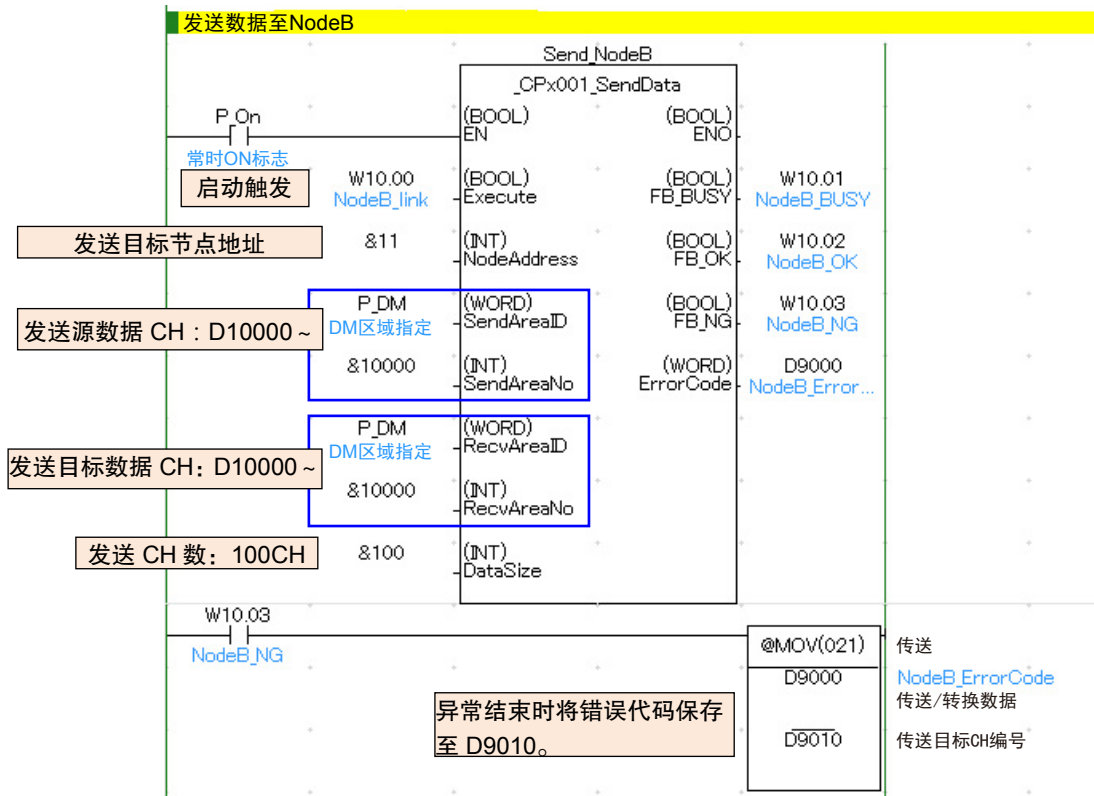 发送数据至NodeB
Send_NodeB
_CPx001_SendData
P_On
(BOOL)
EN
(BOOL)
ENO
常时ON标志
启动触发
W10.00
NodeB_link
(BOOL)
Execute
(BOOL)
FB_BUSY
W10.01
NodeB_BUSY
发送目标节点地址
&11
(INT)
NodeAddress
(BOOL)
FB_OK
W10.02
NodeB_OK
发送源数据 CH：D10000～
P_DM
DM区域指定
(WORD)
SendAreaID
(BOOL)
FB_NG
W10.03
NodeB_NG
&10000
(INT)
SendAreaNo
(WORD)
ErrorCode
D9000
NodeB_Error...
发送目标数据 CH：D10000～
P_DM
DM区域指定
(WORD)
RecvAreaID
&10000
(INT)
RecvAreaNo
发送 CH 数：100CH
&100
(INT)
DataSize
W10.03
NodeB_NG
@MOV(021)
传送
D9000
NodeB_ErrorCode
传送/转换数据
异常结束时将错误代码保存
至 D9010。
D9010
传送目标CH编号